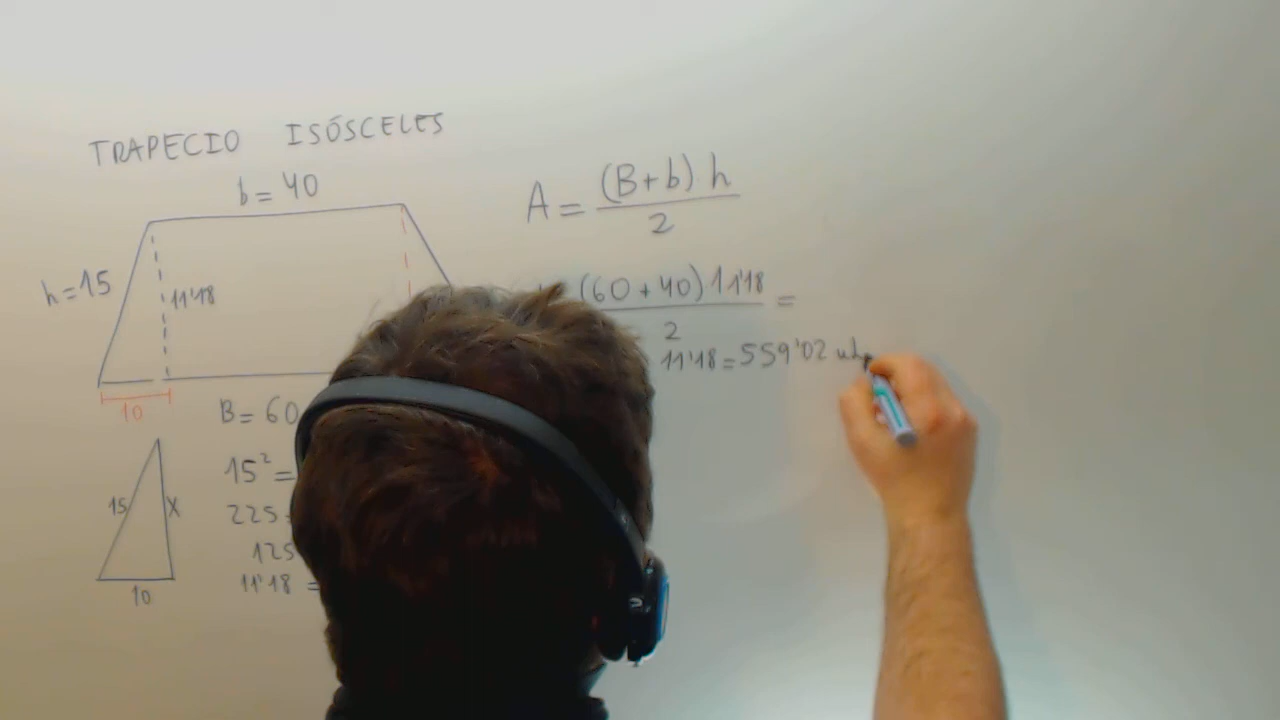 TRAPECIO ISÓSCELES
b = 40
h = 15
11'18
10
B = 60
15
X
10
15² =
225
125
11'18 =
A = (B + b) h / 2
(60 + 40) 11'18 / 2 =
11'18 = 559'02